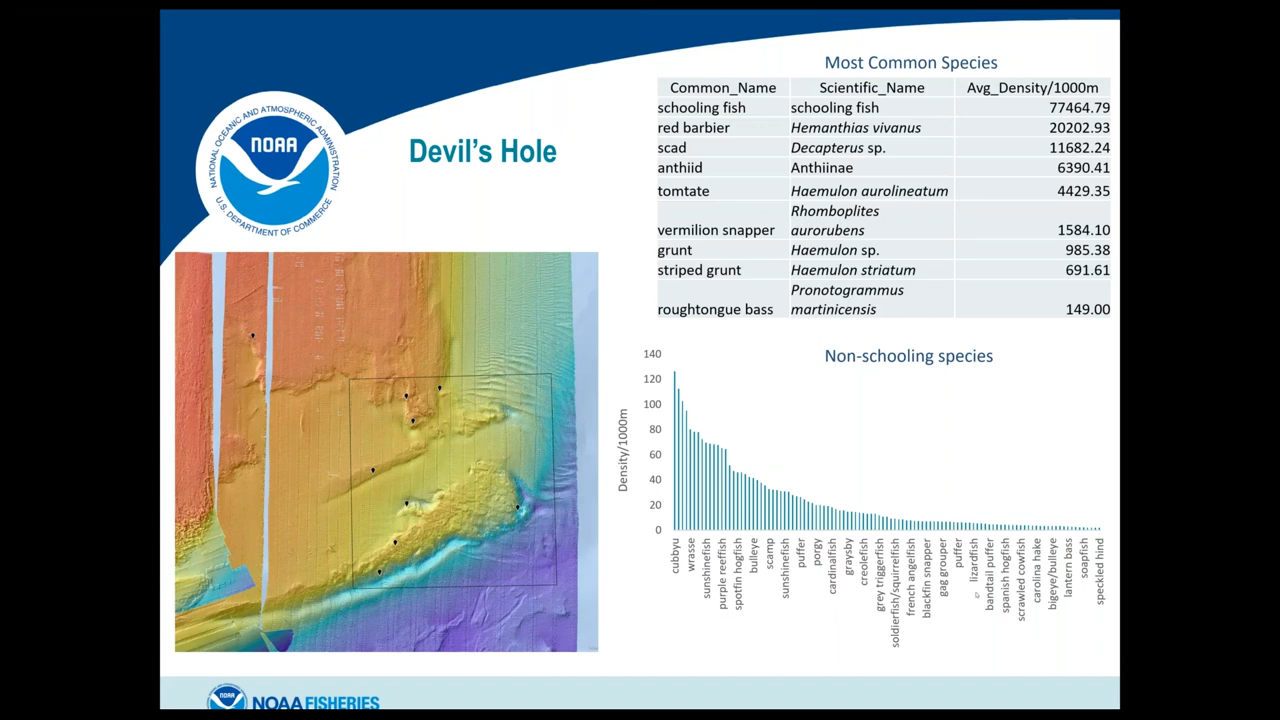 NATIONAL OCEANIC AND ATMOSPHERIC ADMINISTRATION
NOAA
U.S. DEPARTMENT OF COMMERCE
Devil's Hole
Most Common Species
Common_Name Scientific_Name Avg_Density/1000m
schooling fish schooling fish 77464.79
red barbier Hemanthias vivanus 20202.93
scad Decapterus sp. 11682.24
anthiid Anthiinae 6390.41
tomtate Haemulon aurolineatum 4429.35
Rhomboplites
vermilion snapper aurorubens 1584.10
grunt Haemulon sp. 985.38
striped grunt Haemulon striatum 691.61
Pronotogrammus
roughtongue bass martinicensis 149.00
Non-schooling species
Density/1000m
140
120
100
80
60
40
20
0
cubbyu
wrasse
sunshinefish
purple reeffish
spotfin hogfish
bulleye
scamp
sunshinefish
puffer
porgy
cardinalfish
graysby
creolefish
grey triggerfish
soldierfish/squirrelfish
french angelfish
blackfin snapper
gag grouper
puffer
lizardfish
bandtail puffer
spanish hogfish
scrawled cowfish
carolina hake
bigeye/bulleye
lantern bass
soapfish
speckled hind
NOAA
NOAA FISHERIES